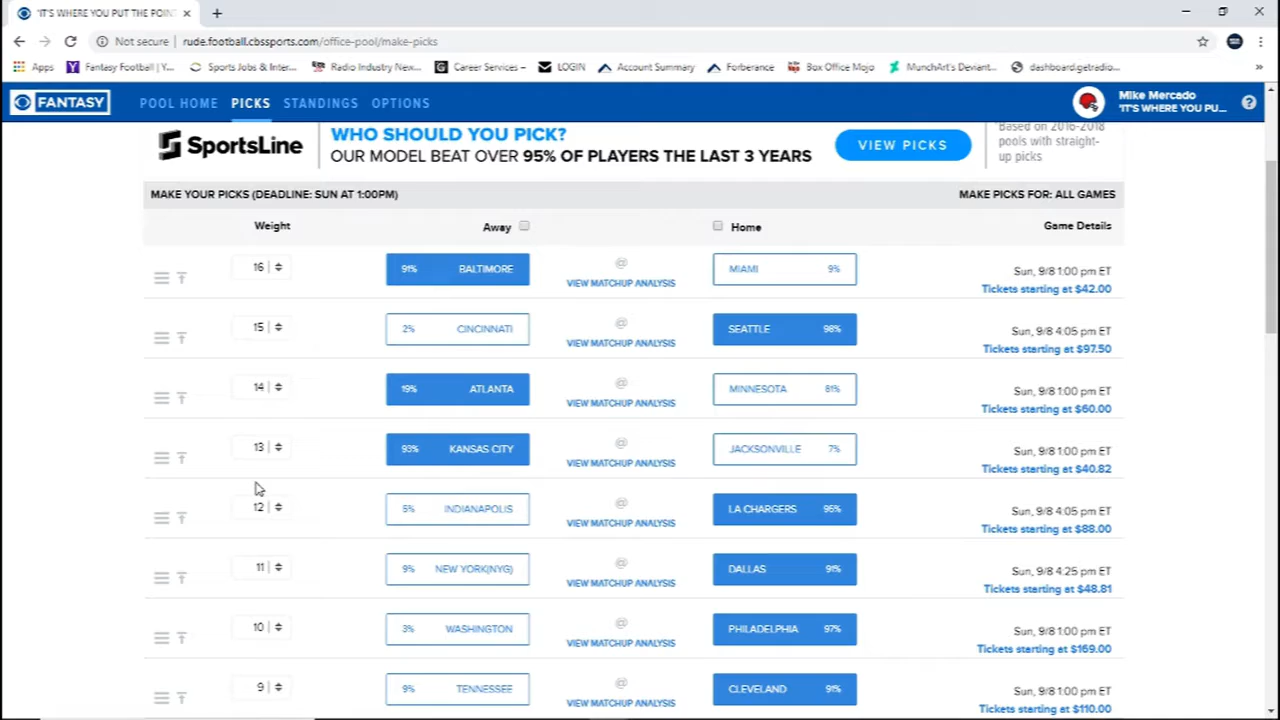 'IT'S WHERE YOU PUT THE POIN
Not secure | rude.football.cbssports.com/office-pool/make-picks
Apps Fantasy Football | Y... Sports Jobs & Inter... Radio Industry New... Career Services – LOGIN Account Summary Forberance Box Office Mojo MunchArt's Deviant... dashboard.getradio... »
FANTASY POOL HOME PICKS STANDINGS OPTIONS Mike Mercado
'IT'S WHERE YOU PU...
SportsLine
WHO SHOULD YOU PICK?
OUR MODEL BEAT OVER 95% OF PLAYERS THE LAST 3 YEARS
VIEW PICKS
*Based on 2016-2018
pools with straight-
up picks
MAKE YOUR PICKS (DEADLINE: SUN AT 1:00PM) MAKE PICKS FOR: ALL GAMES
Weight Away Home Game Details
16 91% BALTIMORE @ MIAMI 9% Sun, 9/8 1:00 pm ET
VIEW MATCHUP ANALYSIS Tickets starting at $42.00
15 2% CINCINNATI @ SEATTLE 98% Sun, 9/8 4:05 pm ET
VIEW MATCHUP ANALYSIS Tickets starting at $97.50
14 19% ATLANTA @ MINNESOTA 81% Sun, 9/8 1:00 pm ET
VIEW MATCHUP ANALYSIS Tickets starting at $60.00
13 93% KANSAS CITY @ JACKSONVILLE 7% Sun, 9/8 1:00 pm ET
VIEW MATCHUP ANALYSIS Tickets starting at $40.82
12 5% INDIANAPOLIS @ LA CHARGERS 95% Sun, 9/8 4:05 pm ET
VIEW MATCHUP ANALYSIS Tickets starting at $88.00
11 9% NEW YORK(NYG) @ DALLAS 91% Sun, 9/8 4:25 pm ET
VIEW MATCHUP ANALYSIS Tickets starting at $48.81
10 3% WASHINGTON @ PHILADELPHIA 97% Sun, 9/8 1:00 pm ET
VIEW MATCHUP ANALYSIS Tickets starting at $169.00
9 9% TENNESSEE @ CLEVELAND 91% Sun, 9/8 1:00 pm ET
VIEW MATCHUP ANALYSIS Tickets starting at $110.00